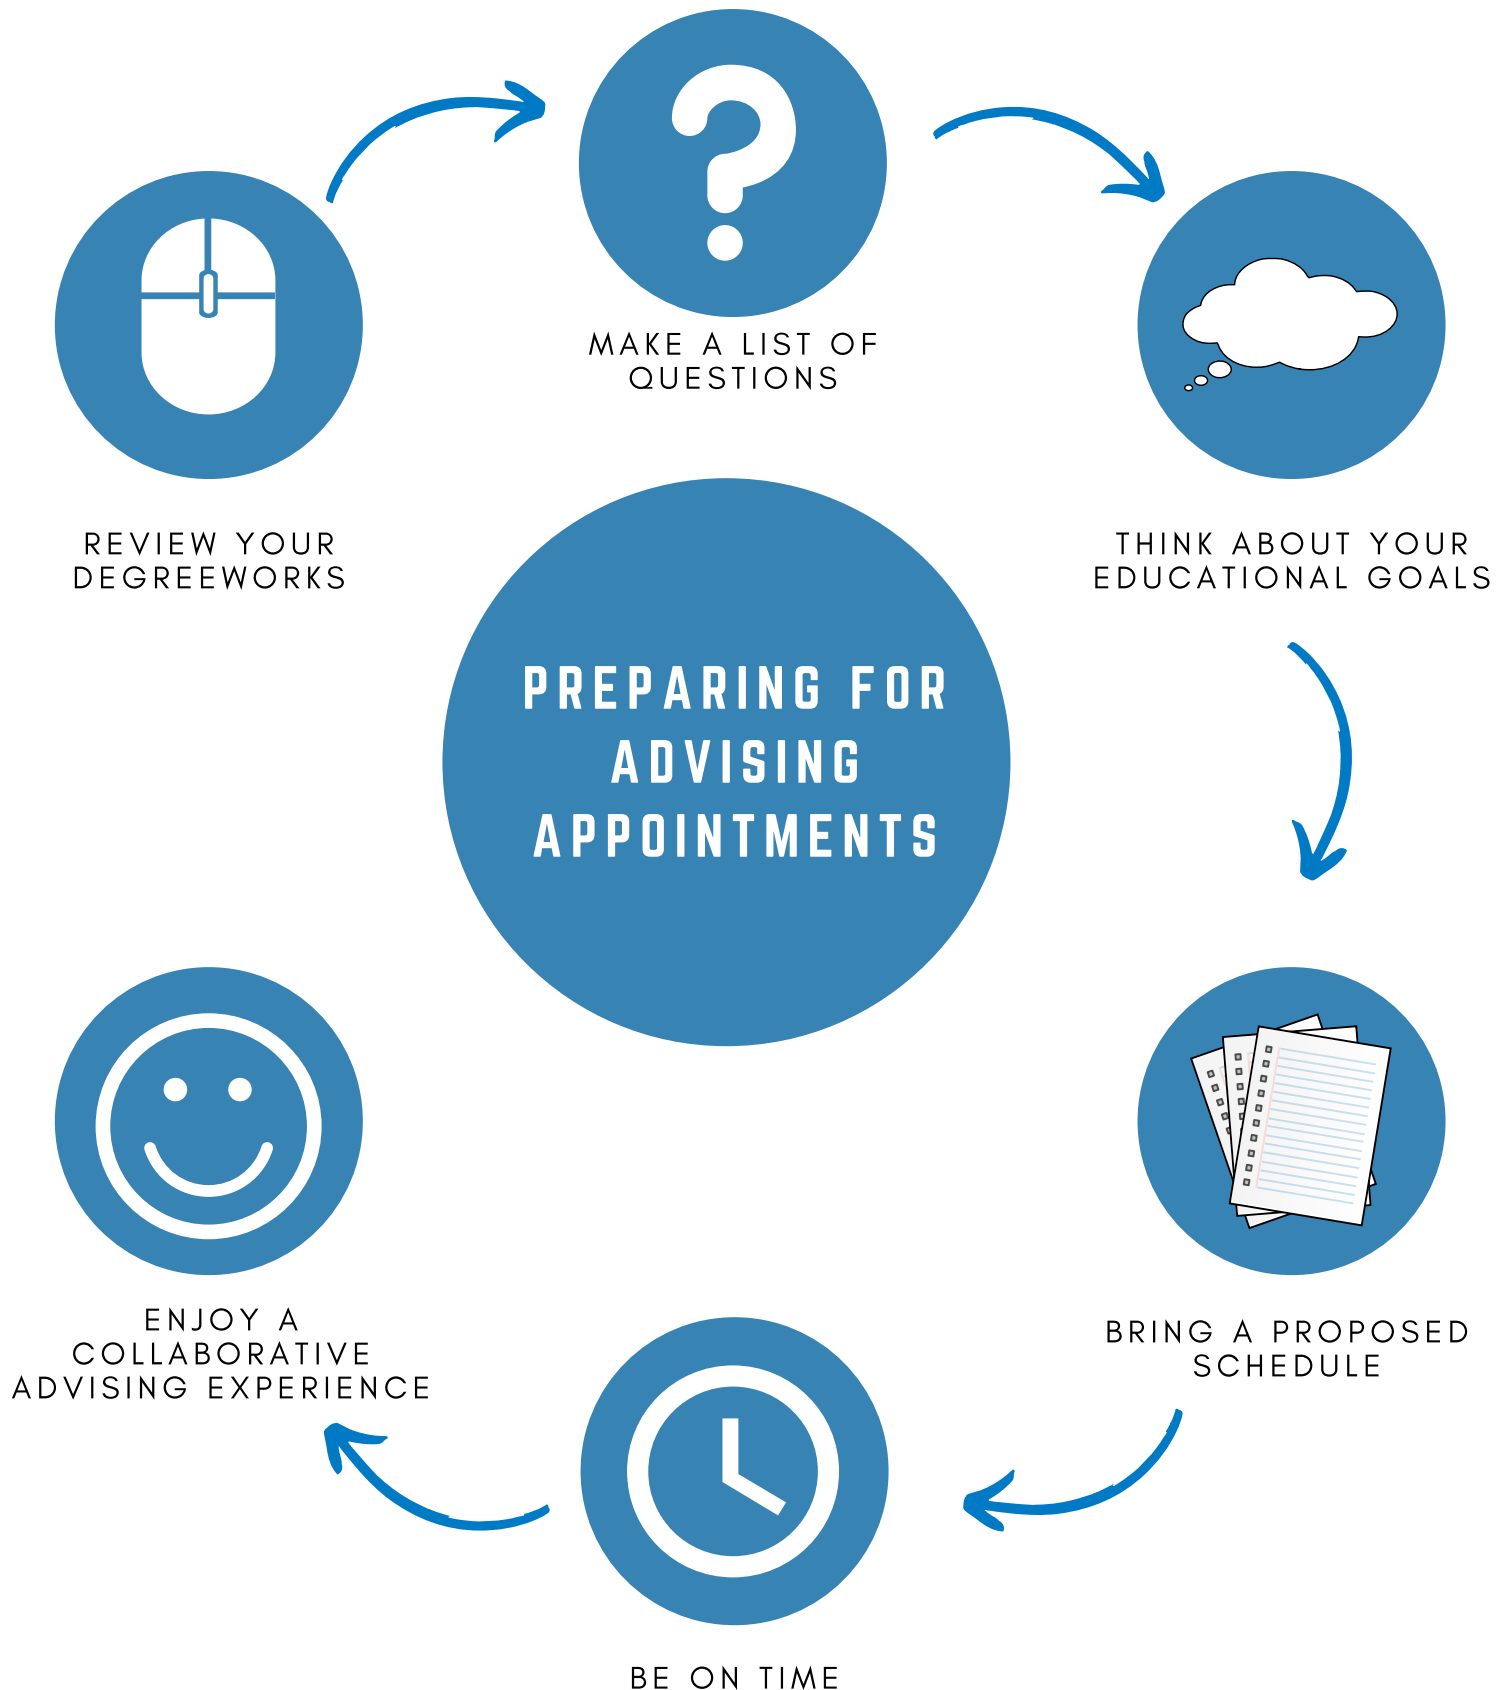 MAKE A LIST OF
QUESTIONS
REVIEW YOUR
DEGREEWORKS
THINK ABOUT YOUR
EDUCATIONAL GOALS
PREPARING FOR
ADVISING
APPOINTMENTS
ENJOY A
COLLABORATIVE
ADVISING EXPERIENCE
BRING A PROPOSED
SCHEDULE
BE ON TIME